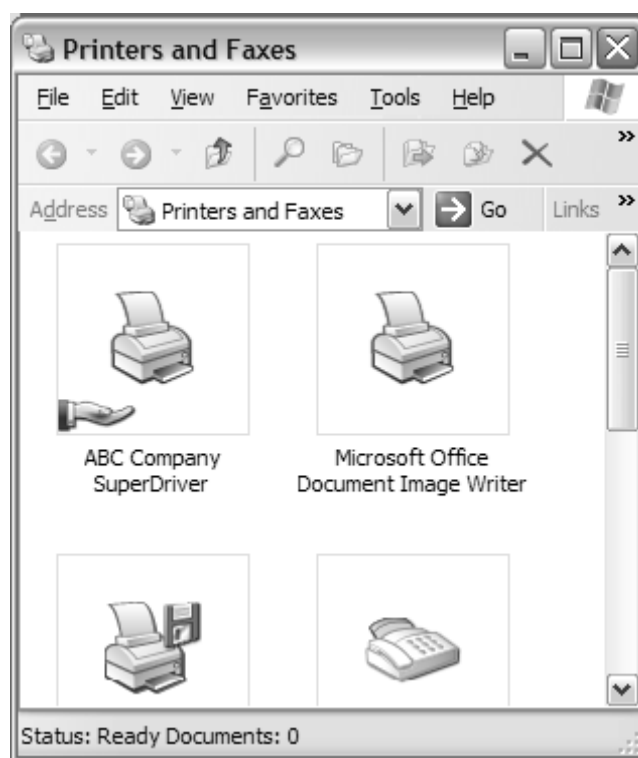 Printers and Faxes
File Edit View Favorites Tools Help
Address Printers and Faxes Go Links
ABC Company
SuperDriver
Microsoft Office
Document Image Writer
Status: Ready Documents: 0